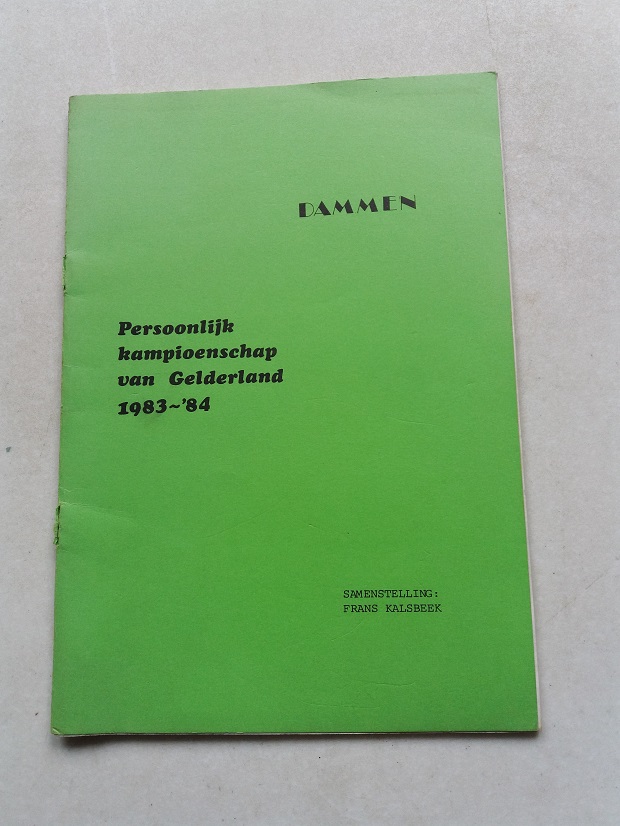 DAMMEN
Persoonlijk
kampioenschap
van Gelderland
1983~'84
SAMENSTELLING:
FRANS KALSBEEK